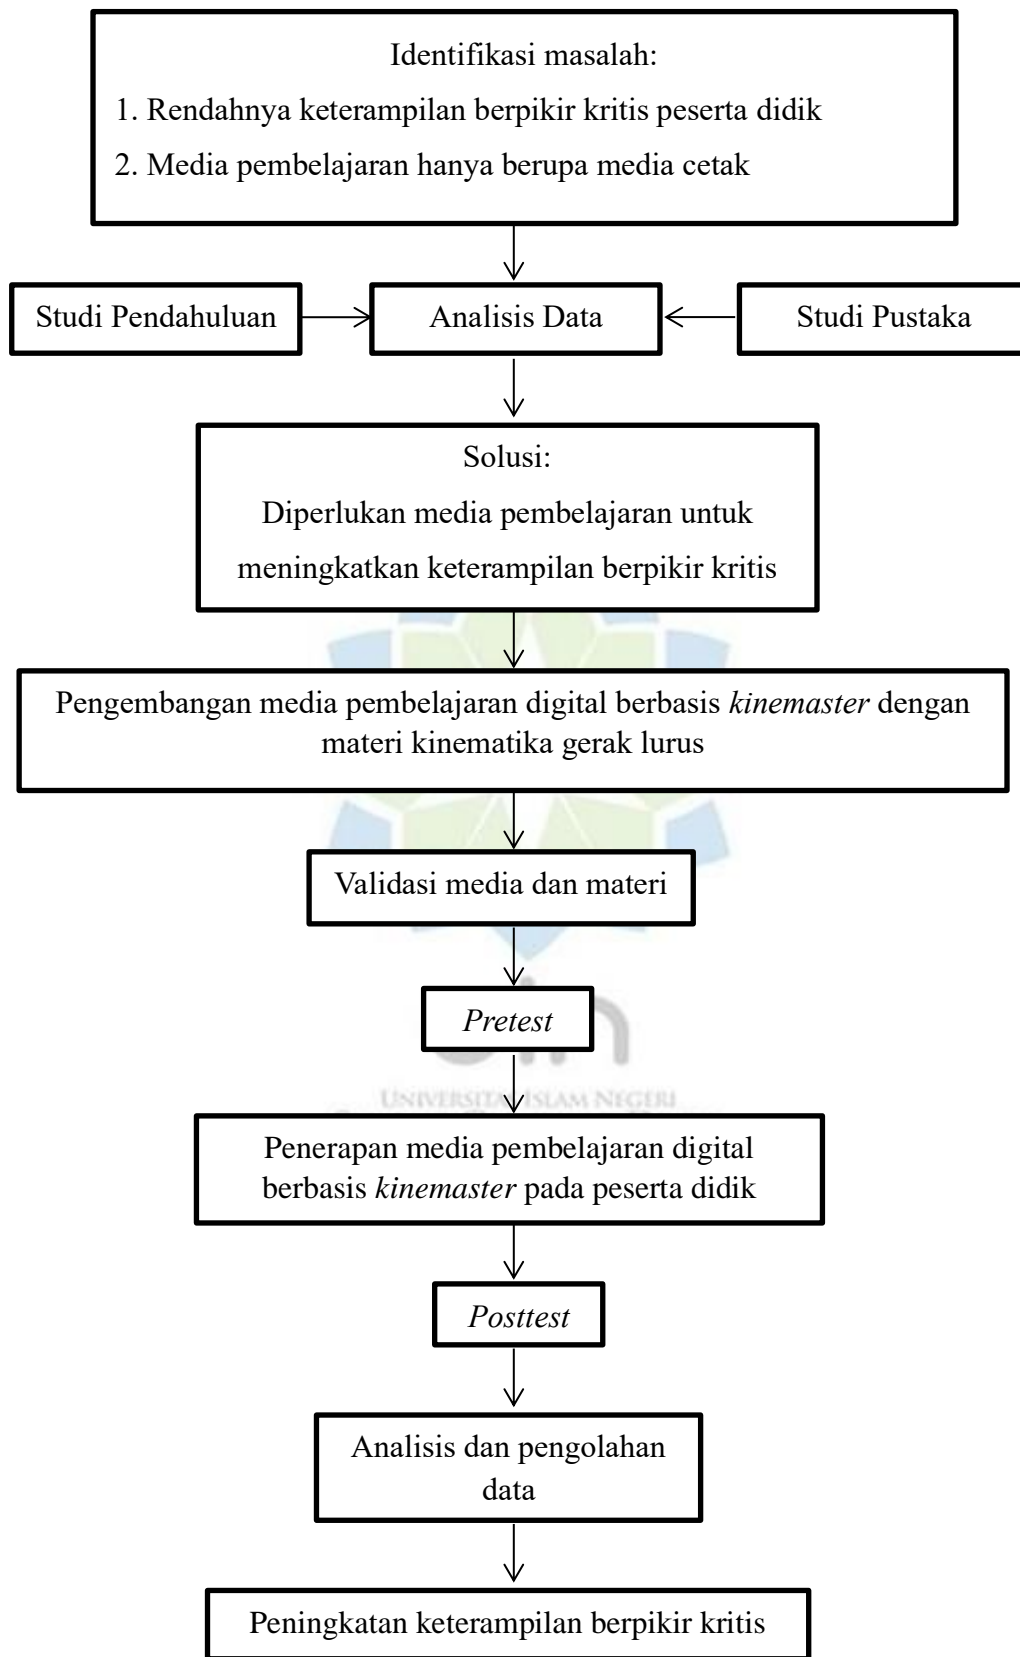 Identifikasi masalah:
1. Rendahnya keterampilan berpikir kritis peserta didik
2. Media pembelajaran hanya berupa media cetak
Studi Pendahuluan
Analisis Data
Studi Pustaka
Solusi:
Diperlukan media pembelajaran untuk
meningkatkan keterampilan berpikir kritis
Pengembangan media pembelajaran digital berbasis kinemaster dengan
materi kinematika gerak lurus
Validasi media dan materi
Pretest
UNIVERSITAS ISLAM NEGERI
Penerapan media pembelajaran digital
berbasis kinemaster pada peserta didik
Posttest
Analisis dan pengolahan
data
Peningkatan keterampilan berpikir kritis